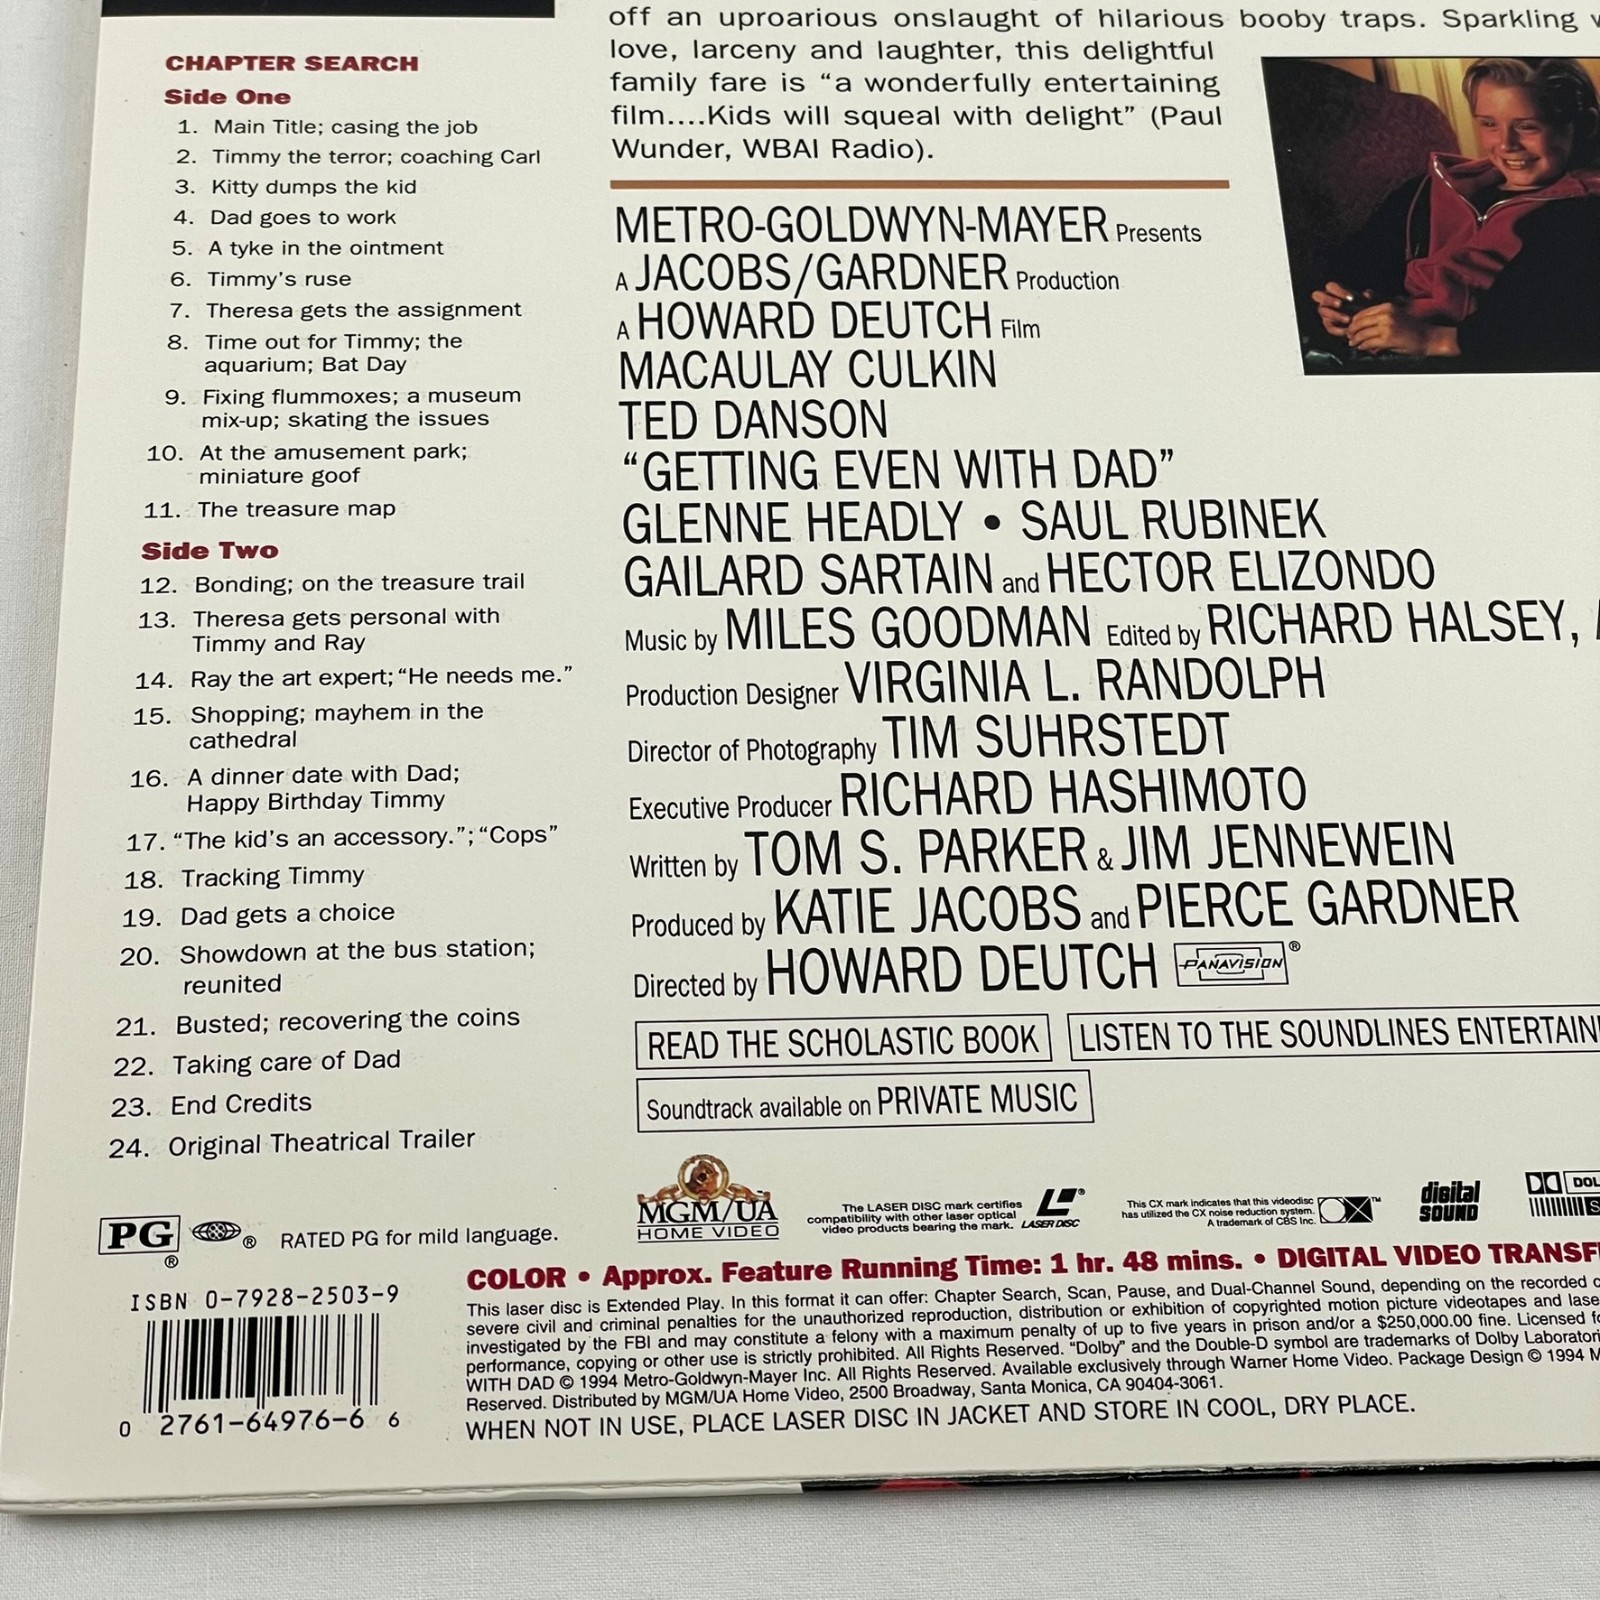 CHAPTER SEARCH
Side One
1. Main Title; casing the job
2. Timmy the terror; coaching Carl
3. Kitty dumps the kid
4. Dad goes to work
5. A tyke in the ointment
6. Timmy's ruse
7. Theresa gets the assignment
8. Time out for Timmy; the
aquarium; Bat Day
9. Fixing flummoxes; a museum
mix-up; skating the issues
10. At the amusement park;
miniature goof
11. The treasure map
Side Two
12. Bonding; on the treasure trail
13. Theresa gets personal with
Timmy and Ray
14. Ray the art expert; "He needs me."
15. Shopping; mayhem in the
cathedral
16. A dinner date with Dad;
Happy Birthday Timmy
17. "The kid's an accessory."; "Cops"
18. Tracking Timmy
19. Dad gets a choice
20. Showdown at the bus station;
reunited
21. Busted; recovering the coins
22. Taking care of Dad
23. End Credits
24. Original Theatrical Trailer
off an uproarious onslaught of hilarious booby traps. Sparkling
love, larceny and laughter, this delightful
family fare is "a wonderfully entertaining
film....Kids will squeal with delight" (Paul
Wunder, WBAI Radio).
METRO-GOLDWYN-MAYER Presents
A JACOBS/GARDNER Production
A HOWARD DEUTCH Film
MACAULAY CULKIN
TED DANSON
"GETTING EVEN WITH DAD"
GLENNE HEADLY • SAUL RUBINEK
GAILARD SARTAIN and HECTOR ELIZONDO
Music by MILES GOODMAN Edited by RICHARD HALSEY,
Production Designer VIRGINIA L. RANDOLPH
Director of Photography TIM SUHRSTEDT
Executive Producer RICHARD HASHIMOTO
Written by TOM S. PARKER & JIM JENNEWEIN
Produced by KATIE JACOBS and PIERCE GARDNER
Directed by HOWARD DEUTCH PANAVISION®
READ THE SCHOLASTIC BOOK LISTEN TO THE SOUNDLINES ENTERTAIN
Soundtrack available on PRIVATE MUSIC
MGM/UA
HOME VIDEO
The LASER DISC mark certifies
compatibility with other laser optical
video products bearing the mark.
LASER DISC ®
This CX mark indicates that this videodisc
has utilized the CX noise reduction system.
A trademark of CBS Inc.
CX™
digital
SOUND
DOL
S
PG ® ® RATED PG for mild language.
ISBN 0-7928-2503-9
0 2761-64976-6 6
COLOR • Approx. Feature Running Time: 1 hr. 48 mins. • DIGITAL VIDEO TRANSF
This laser disc is Extended Play. In this format it can offer: Chapter Search, Scan, Pause, and Dual-Channel Sound, depending on the recorded
severe civil and criminal penalties for the unauthorized reproduction, distribution or exhibition of copyrighted motion picture videotapes and lase
investigated by the FBI and may constitute a felony with a maximum penalty of up to five years in prison and/or a $250,000.00 fine. Licensed
performance, copying or other use is strictly prohibited. All Rights Reserved. "Dolby" and the Double-D symbol are trademarks of Dolby Laboratori
WITH DAD © 1994 Metro-Goldwyn-Mayer Inc. All Rights Reserved. Available exclusively through Warner Home Video. Package Design © 1994 M
Reserved. Distributed by MGM/UA Home Video, 2500 Broadway, Santa Monica, CA 90404-3061.
WHEN NOT IN USE, PLACE LASER DISC IN JACKET AND STORE IN COOL, DRY PLACE.